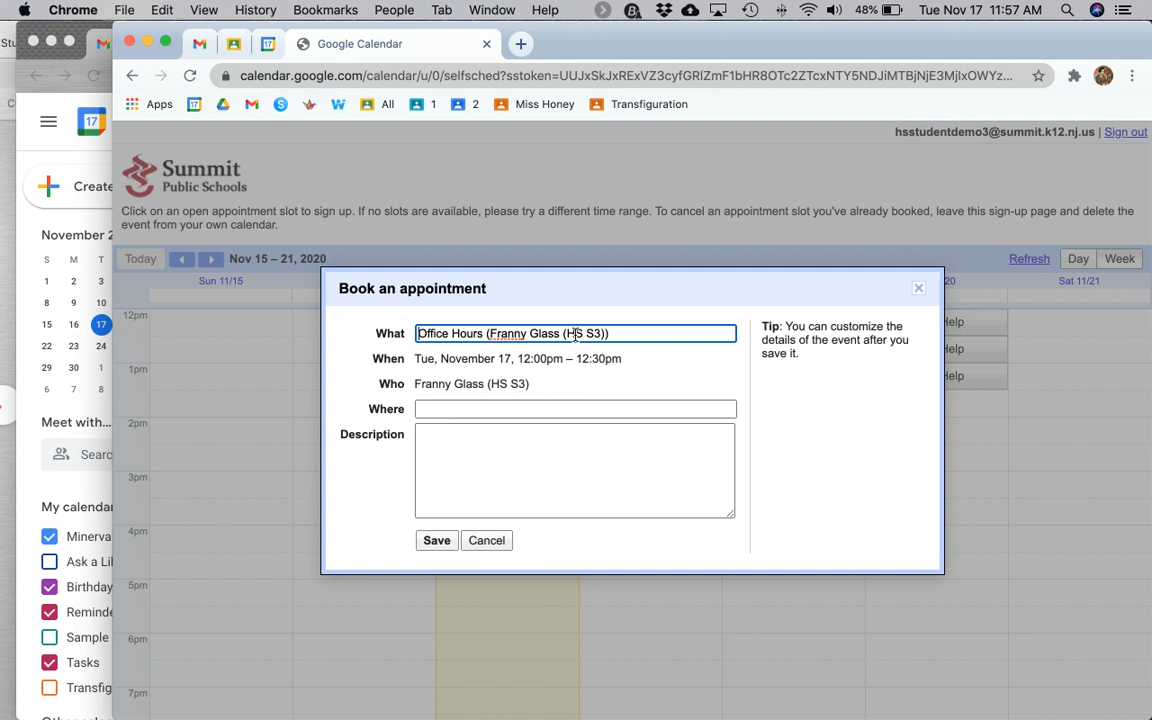 Chrome File Edit View History Bookmarks People Tab Window Help 48% Tue Nov 17 11:57 AM
Google Calendar
calendar.google.com/calendar/u/0/selfsched?sstoken=UUJxSkJxRExVZ3cyfGRIZmF1bHR8OTc2ZTcxNTY5NDJiMTBjNjE3MjIxOWYz...
Apps All 1 2 Miss Honey Transfiguration
hsstudentdemo3@summit.k12.nj.us | Sign out
17
Summit
Public Schools
Create
Click on an open appointment slot to sign up. If no slots are available, please try a different time range. To cancel an appointment slot you've already booked, leave this sign-up page and delete the
event from your own calendar.
November 2
Today Nov 15 – 21, 2020 Refresh Day Week
S M T
Sun 11/15 20 Sat 11/21
1 2 3
8 9 10
15 16 17
22 23 24
29 30 1
6 7 8
12pm
1pm
2pm
3pm
4pm
5pm
6pm
7pm
elp
elp
elp
Book an appointment
What Office Hours (Franny Glass (HS S3))
When Tue, November 17, 12:00pm – 12:30pm
Who Franny Glass (HS S3)
Where
Description
Save Cancel
Tip: You can customize the
details of the event after you
save it.
Meet with...
Searc
My calenda
Minerva
Ask a Li
Birthday
Reminde
Sample
Tasks
Transfig